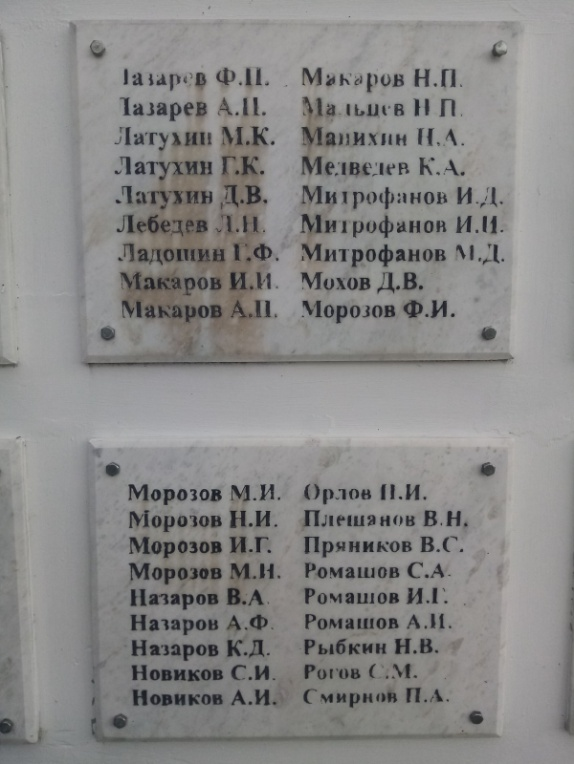 Лазарев Ф.П.
Лазарев А.П.
Латухин М.К.
Латухин Г.К.
Латухин Д.В.
Лебедев
Ладошин Г.Ф.
Макаров И.И.
Макаров А.П.
Макаров Н.П.
Мальцев Н.П.
Манихин Н.А.
Медведев К.А.
Митрофанов И.Д.
Митрофанов И.И.
Митрофанов М.Д.
Мохов Д.В.
Морозов Ф.И.
Морозов М.И.
Морозов Н.И.
Морозов И.Г.
Морозов М.И.
Назаров В.А.
Назаров А.Ф.
Назаров К.Д.
Новиков С.И.
Новиков А.И.
Орлов П.И.
Плешанов В.Н.
Пряников В.С.
Ромашов С.А.
Ромашов И.Г.
Ромашов А.И.
Рыбкин Н.В.
Рогов С.М.
Смирнов П.А.